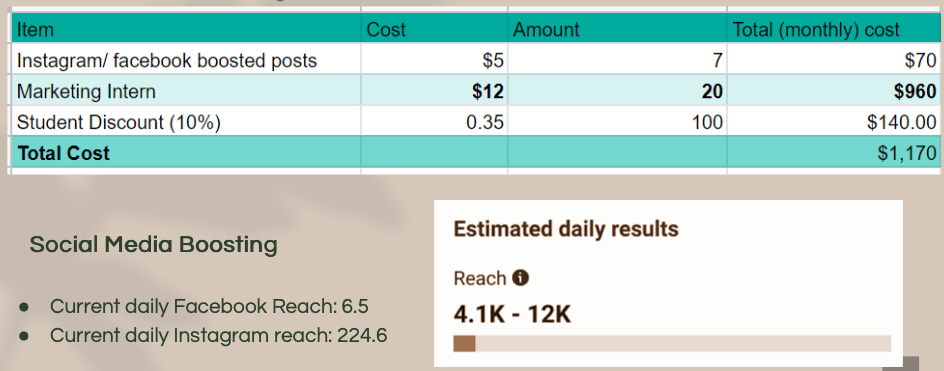 Item Cost Amount Total (monthly) cost
Instagram/ facebook boosted posts $5 7 $70
Marketing Intern $12 20 $960
Student Discount (10%) 0.35 100 $140.00
Total Cost $1,170
Social Media Boosting
● Current daily Facebook Reach: 6.5
● Current daily Instagram reach: 224.6
Estimated daily results
Reach
4.1K - 12K